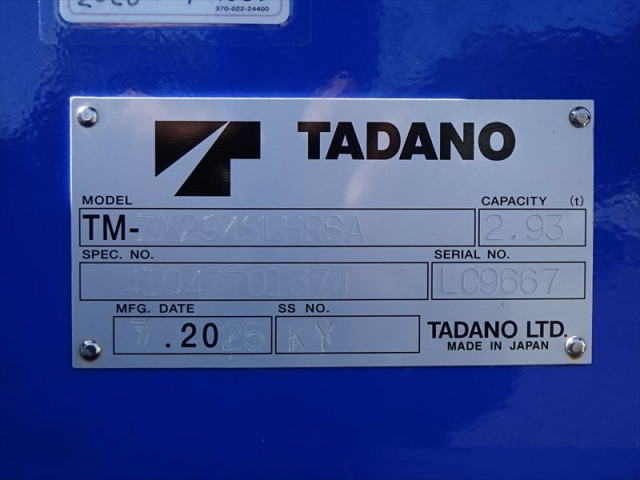 370-022-24400
TADANO
MODEL CAPACITY (t)
TM-ZX294SLHRSA 2.93
SPEC. NO. SERIAL NO.
LC9667
MFG. DATE SS NO.
7.2025 KY TADANO LTD.
MADE IN JAPAN